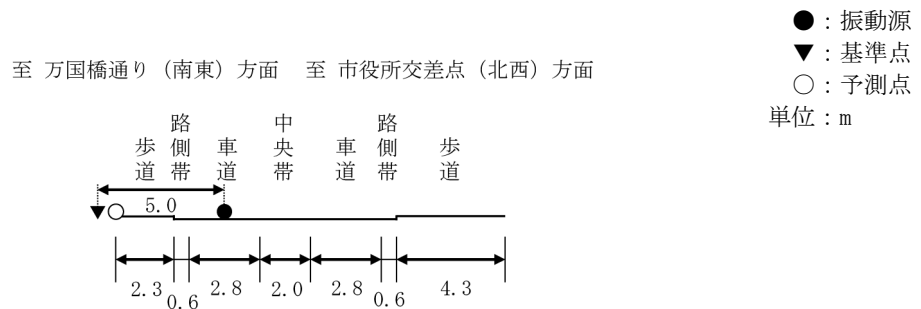 ●：振動源
▼：基準点
○：予測点
単位：m
至 万国橋通り（南東）方面　至 市役所交差点（北西）方面
歩道
路側帯
車道
中央帯
車道
路側帯
歩道
5.0
2.3
0.6
2.8
2.0
2.8
0.6
4.3